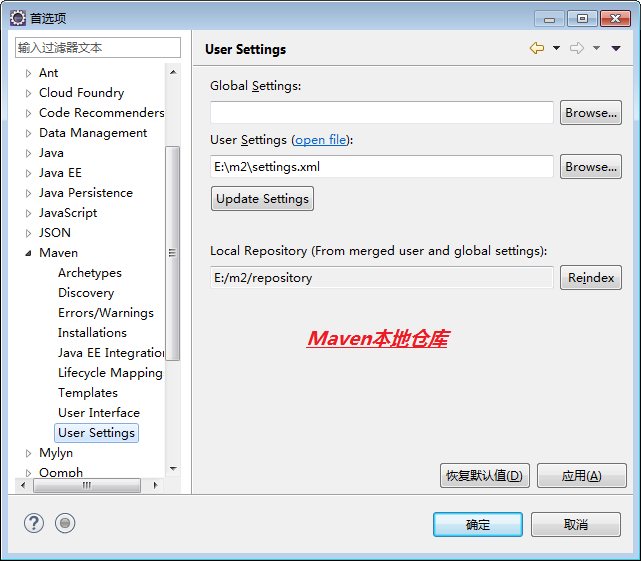 首选项
输入过滤器文本
Ant
Cloud Foundry
Code Recommenders
Data Management
Java
Java EE
Java Persistence
JavaScript
JSON
Maven
Archetypes
Discovery
Errors/Warnings
Installations
Java EE Integration
Lifecycle Mapping
Templates
User Interface
User Settings
Mylyn
Oomph
User Settings
Global Settings:
Browse...
User Settings (open file):
E:\m2\settings.xml
Browse...
Update Settings
Local Repository (From merged user and global settings):
E:/m2/repository
Reindex
Maven本地仓库
恢复默认值(D)
应用(A)
确定
取消